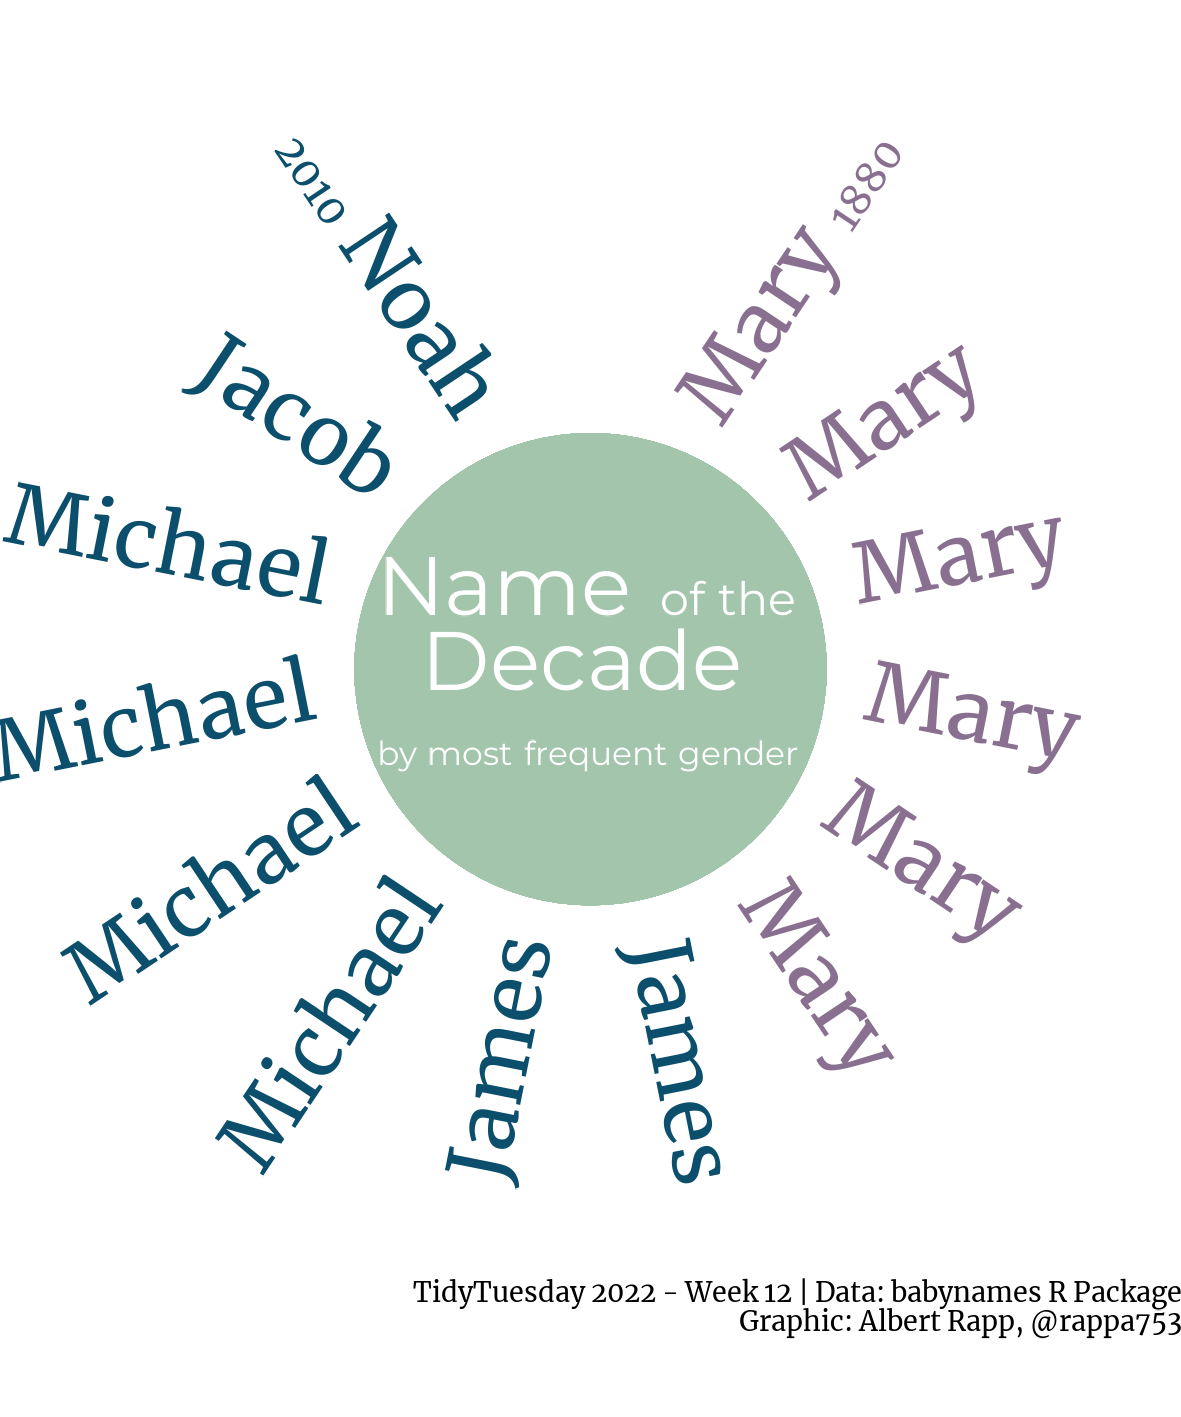 Name of the
Decade
by most frequent gender
Mary 1880
Mary
Mary
Mary
Mary
Mary
James
James
Michael
Michael
Michael
Michael
Jacob
2010 Noah
TidyTuesday 2022 - Week 12 | Data: babynames R Package
Graphic: Albert Rapp, @rappa753